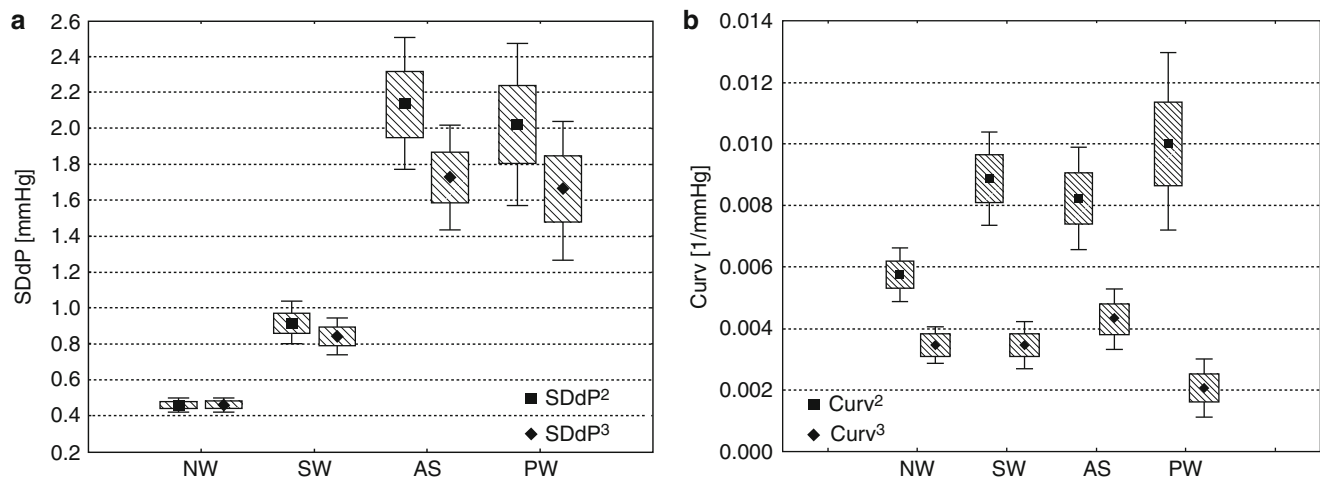 a
SDdP [mmHg]
2.6
2.4
2.2
2.0
1.8
1.6
1.4
1.2
1.0
0.8
0.6
0.4
0.2
SDdP²
SDdP³
NW SW AS PW
b
Curv [1/mmHg]
0.014
0.012
0.010
0.008
0.006
0.004
0.002
0.000
Curv²
Curv³
NW SW AS PW